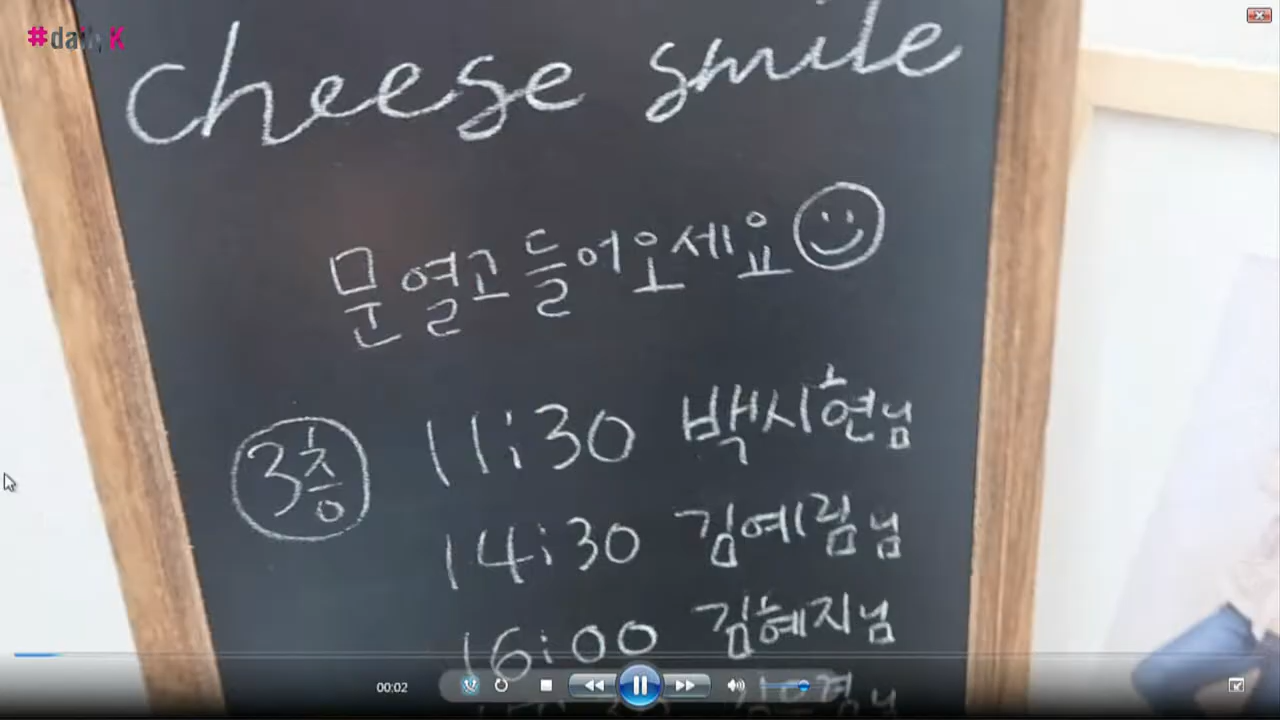 #daily K
cheese smile
문 열고 들어오세요
3층
11:30 백시현님
14:30 김예림님
16:00 김혜지님
00:02